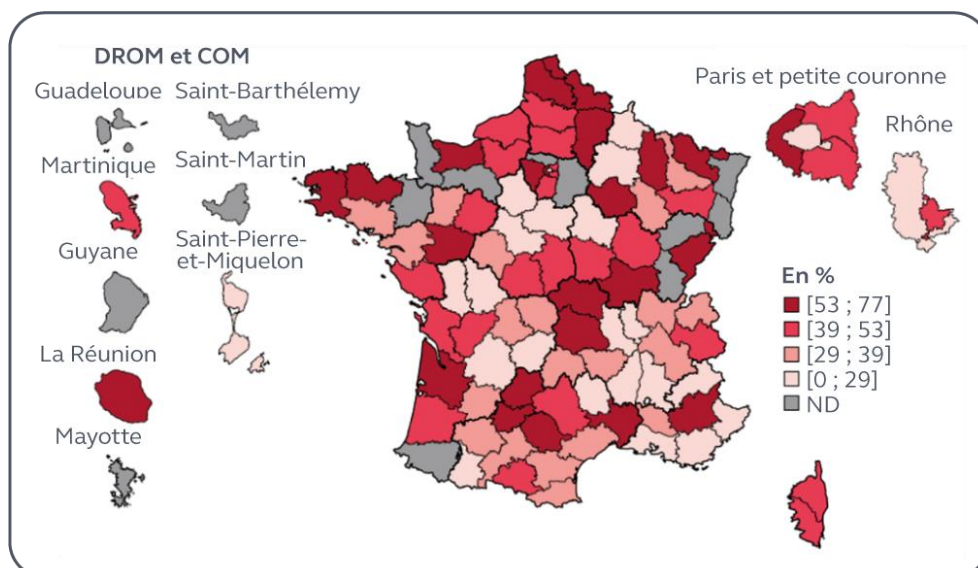 DROM et COM
Guadeloupe
Saint-Barthélemy
Martinique
Saint-Martin
Guyane
Saint-Pierre-
et-Miquelon
La Réunion
Mayotte
Paris et petite couronne
Rhône
En %
[53 ; 77]
[39 ; 53]
[29 ; 39]
[0 ; 29]
ND